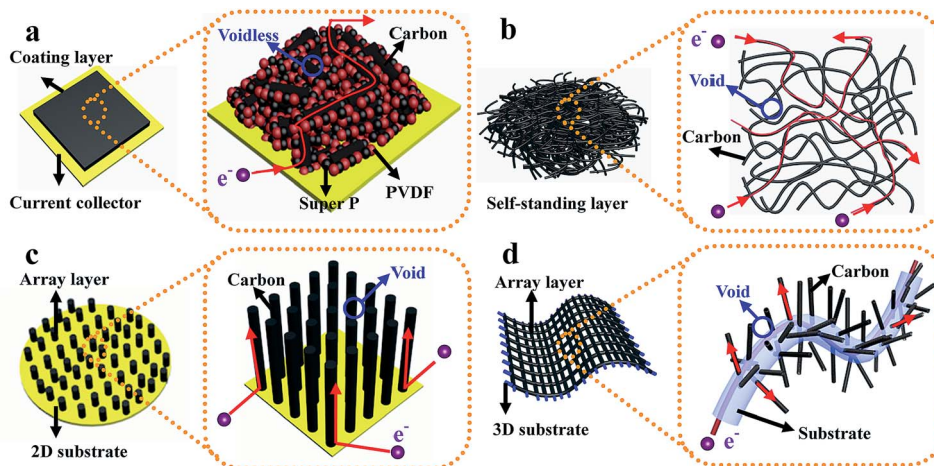 a
Coating layer
Current collector
Voidless
Carbon
e-
Super P
PVDF
b
Self-standing layer
e-
Void
Carbon
c
Array layer
2D substrate
Carbon
Void
e-
d
Array layer
3D substrate
Carbon
Void
e-
Substrate